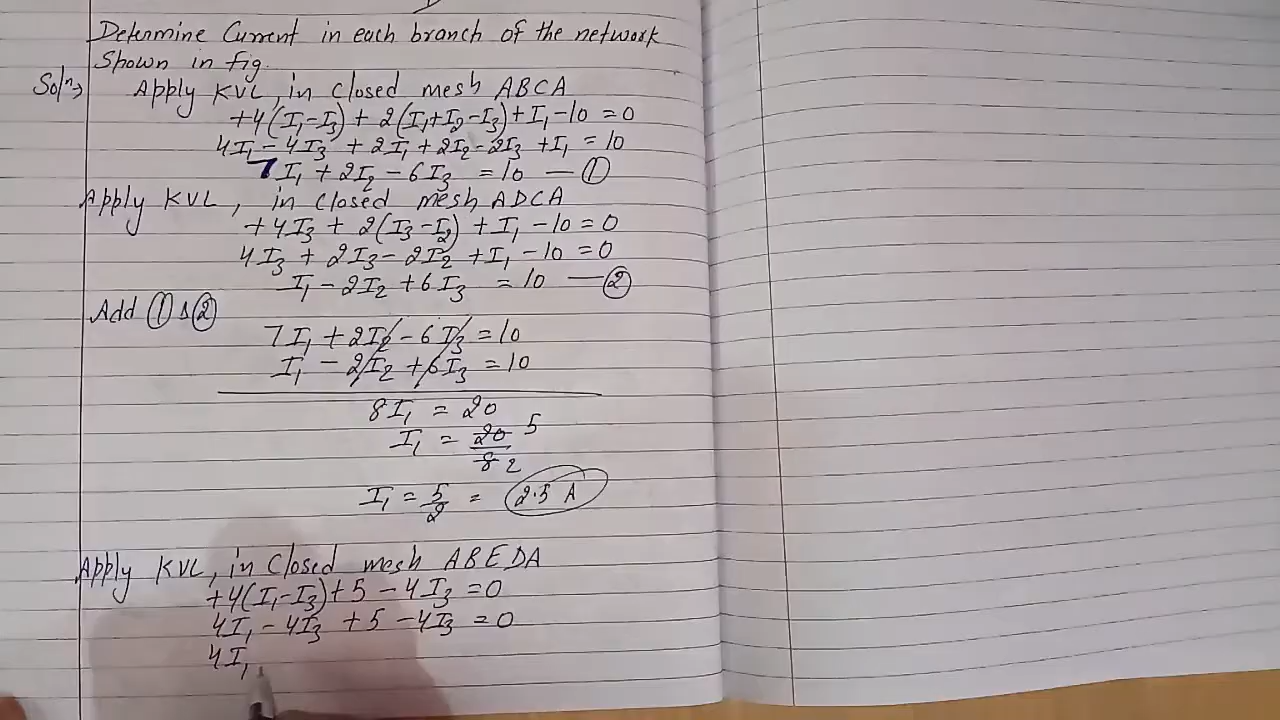 Determine Current in each branch of the network
Shown in fig.
Soln→ Apply KVL, in closed mesh ABCA
+4(I₁-I₃) + 2(I₁+I₂-I₃)+I₁-10=0
4I₁-4I₃ + 2I₁+2I₂-2I₃ +I₁ = 10
7I₁+2I₂-6I₃ =10 — ①
Apply KVL, in closed mesh ADCA
+4I₃ + 2(I₃-I₂) +I₁-10=0
4I₃ + 2I₃-2I₂ +I₁-10=0
I₁-2I₂+6I₃ =10 — ②
Add ① & ②
7I₁+2I₂-6I₃=10
I₁-2I₂+6I₃ =10
8I₁ = 20
I₁ = 20/8 5 2
I₁ = 5/2 = 2.5 A
Apply KVL, in Closed mesh ABEDA
+4(I₁-I₃)+5-4I₃=0
4I₁-4I₃ +5-4I₃ =0
4I₁